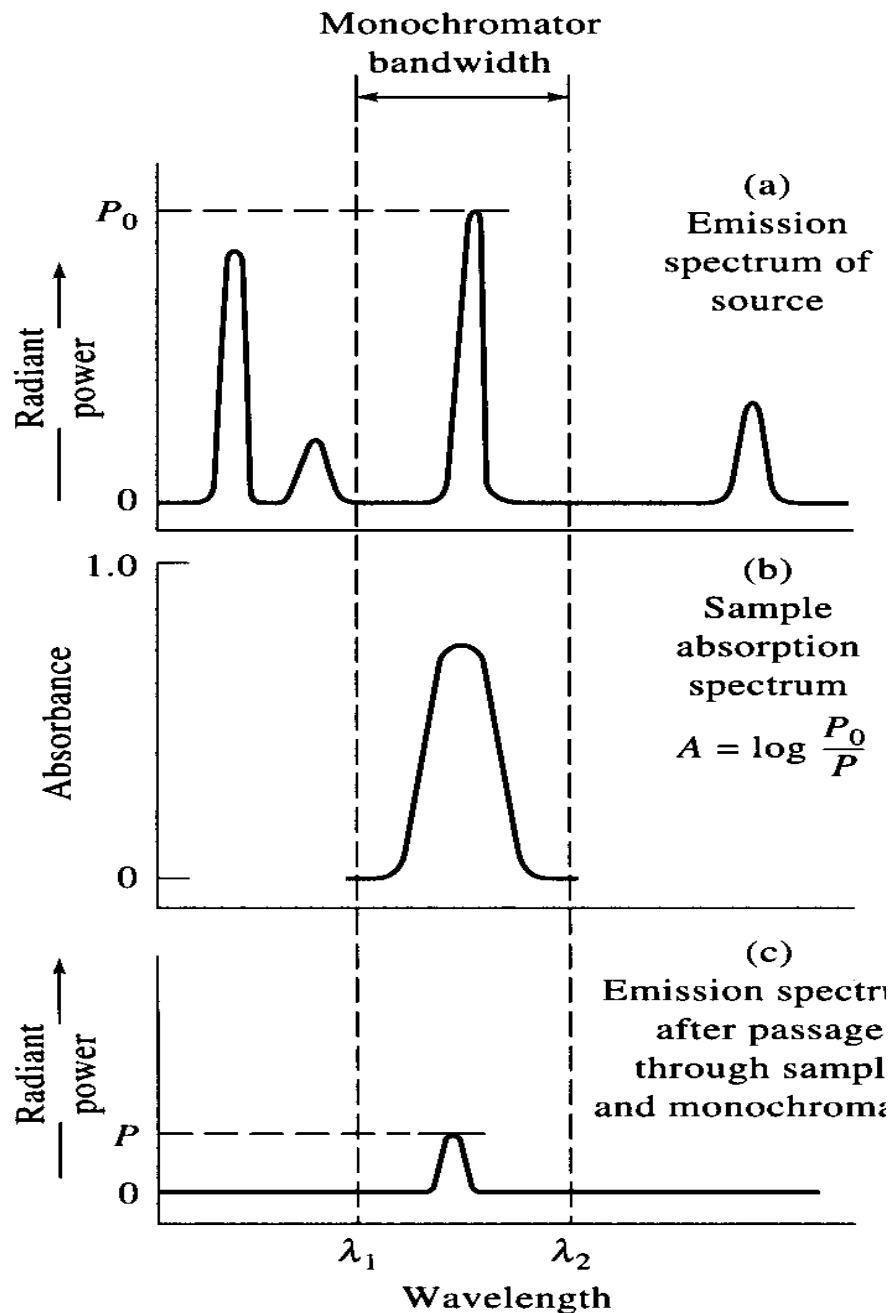 Monochromator
bandwidth
P₀
Radiant
power
0
(a)
Emission
spectrum of
source
1.0
Absorbance
0
(b)
Sample
absorption
spectrum
A = log P₀/P
Radiant
power
P
0
(c)
Emission spectru
after passage
through sampl
and monochroma
λ₁
λ₂
Wavelength